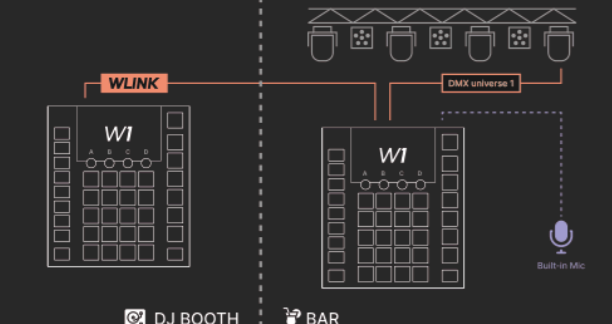 WLINK
DMX universe 1
W1
A B C D
W1
A B C D
Built-in Mic
DJ BOOTH
BAR